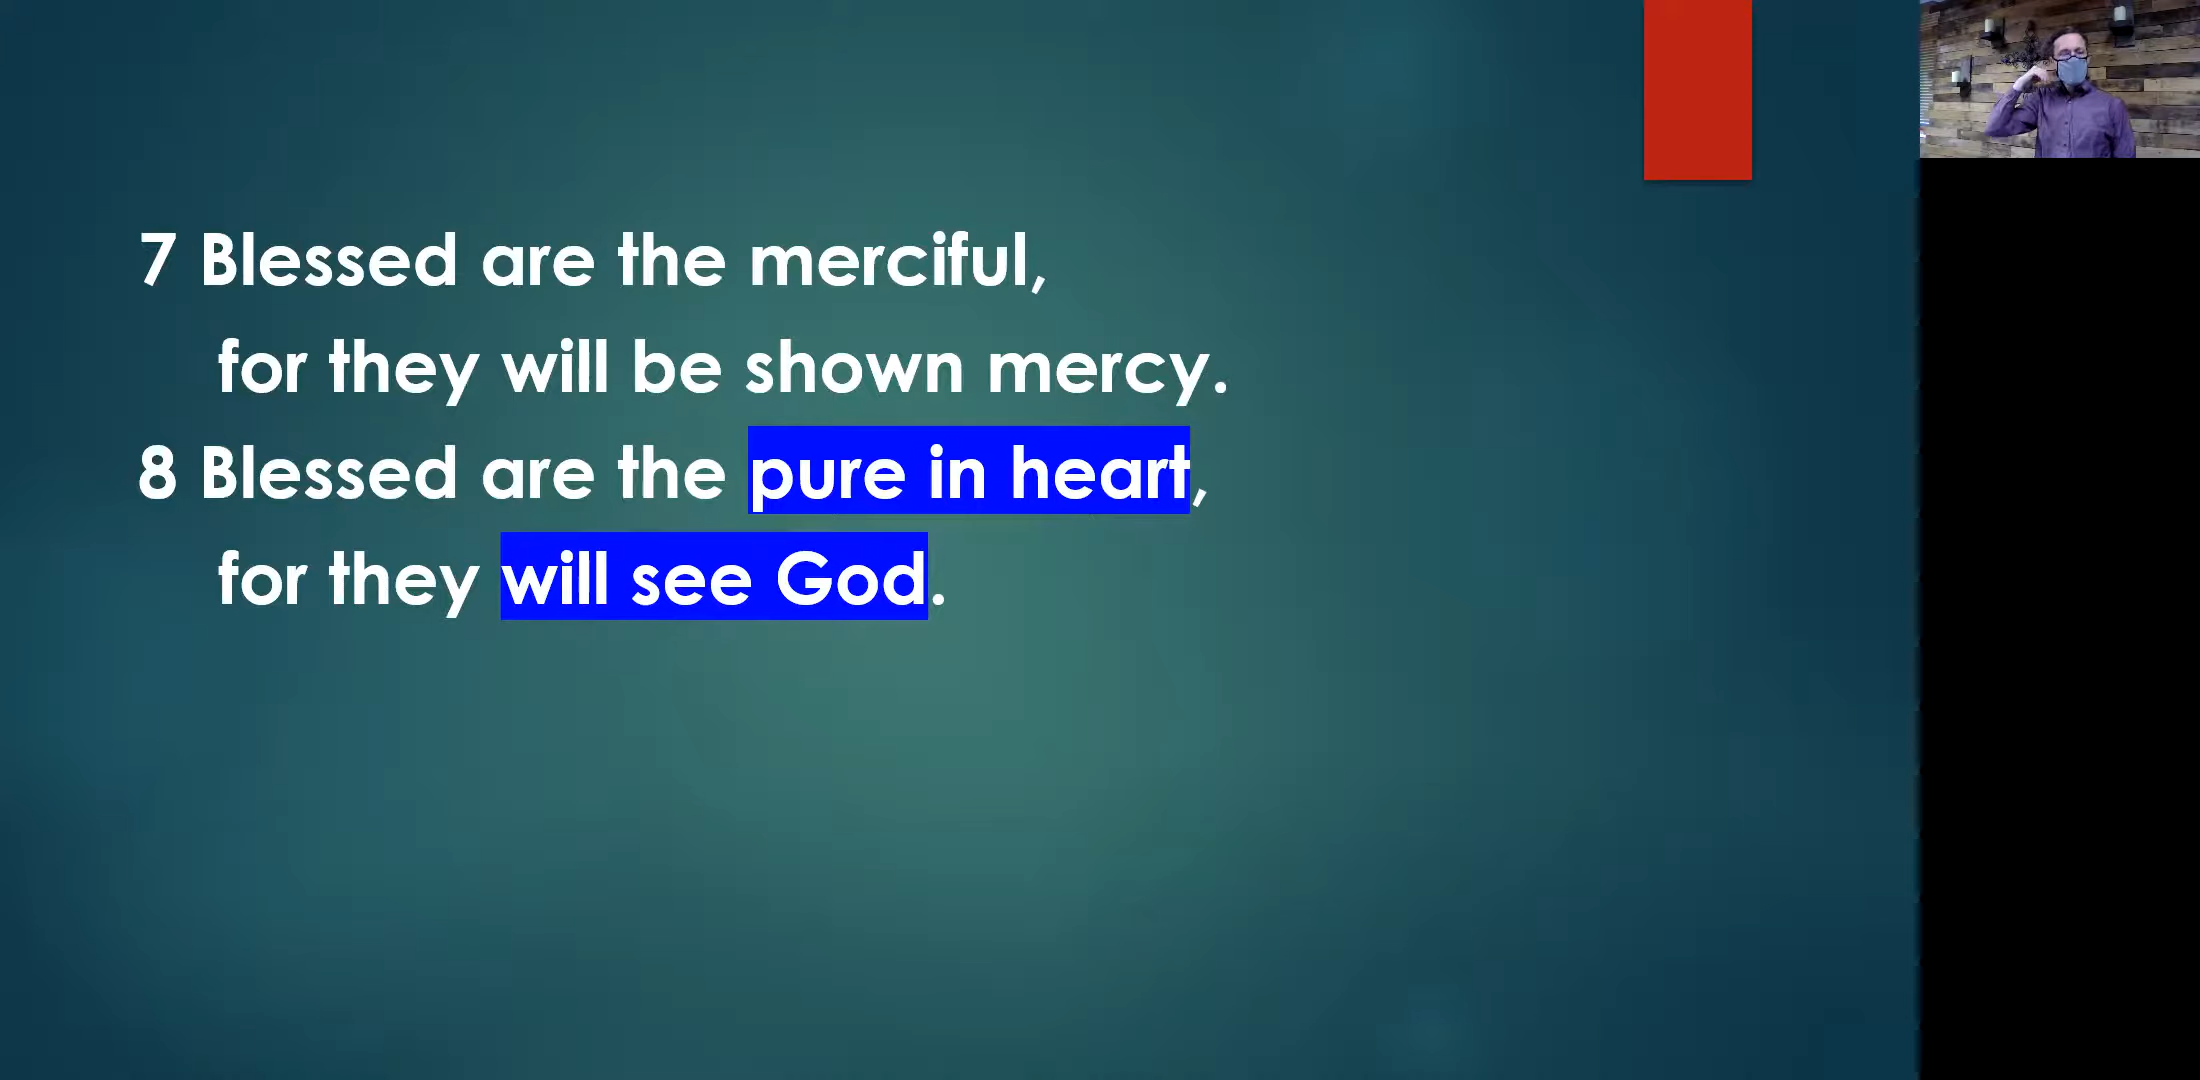 7 Blessed are the merciful,
for they will be shown mercy.
8 Blessed are the pure in heart,
for they will see God.